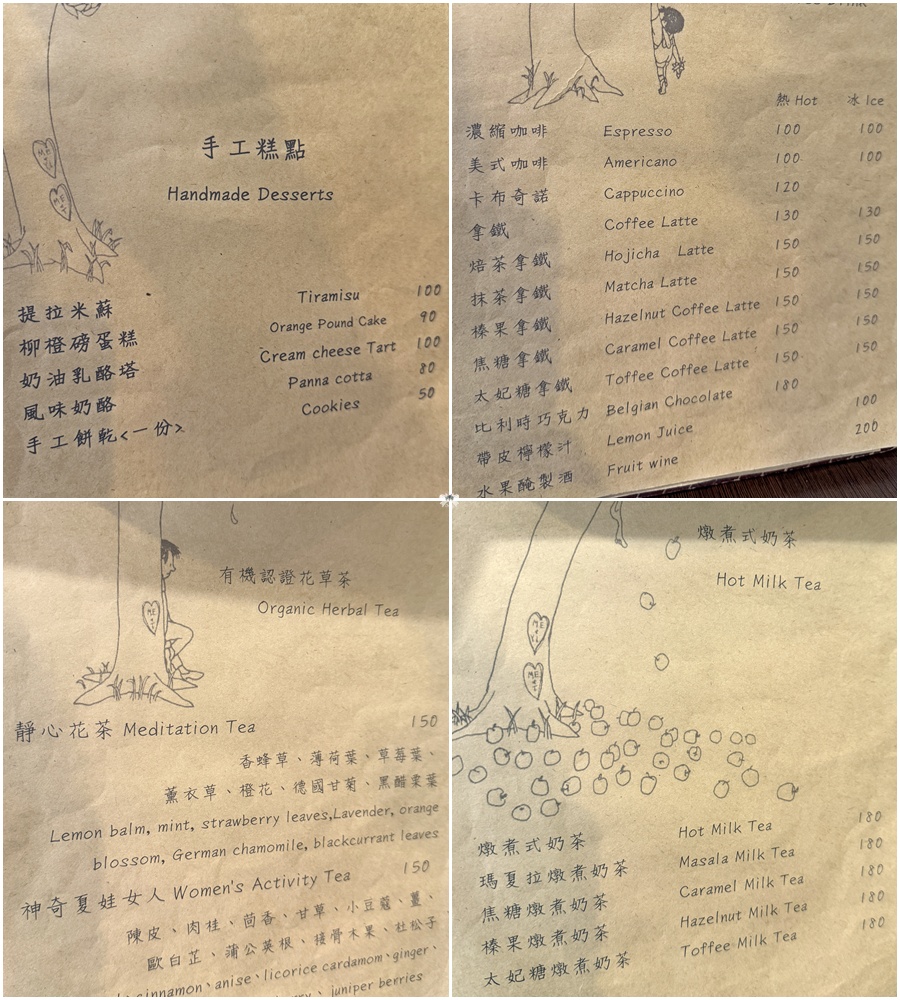 手工糕點
Handmade Desserts
提拉米蘇 Tiramisu 100
柳橙磅蛋糕 Orange Pound Cake 90
奶油乳酪塔 Cream cheese Tart 100
風味奶酪 Panna cotta 80
手工餅乾<一份> Cookies 50
熱 Hot 冰 Ice
濃縮咖啡 Espresso 100 100
美式咖啡 Americano 100 100
卡布奇諾 Cappuccino 120
拿鐵 Coffee Latte 130 130
焙茶拿鐵 Hojicha Latte 150 150
抹茶拿鐵 Matcha Latte 150 150
榛果拿鐵 Hazelnut Coffee Latte 150 150
焦糖拿鐵 Caramel Coffee Latte 150 150
太妃糖拿鐵 Toffee Coffee Latte 150 150
比利時巧克力 Belgian Chocolate 180
帶皮檸檬汁 Lemon Juice 100
水果醃製酒 Fruit wine 200
有機認證花草茶
Organic Herbal Tea
靜心花茶 Meditation Tea 150
香蜂草、薄荷葉、草莓葉、
薰衣草、橙花、德國甘菊、黑醋栗葉
Lemon balm, mint, strawberry leaves,Lavender, orange
blossom, German chamomile, blackcurrant leaves
神奇夏娃女人 Women's Activity Tea 150
陳皮、肉桂、茴香、甘草、小豆蔻、薑、
歐白芷、蒲公英根、接骨木果、杜松子
cinnamon、anise、licorice cardamom、ginger、
juniper berries
燉煮式奶茶
Hot Milk Tea
ME
燉煮式奶茶 Hot Milk Tea 180
瑪夏拉燉煮奶茶 Masala Milk Tea 180
焦糖燉煮奶茶 Caramel Milk Tea 180
榛果燉煮奶茶 Hazelnut Milk Tea 180
太妃糖燉煮奶茶 Toffee Milk Tea 180